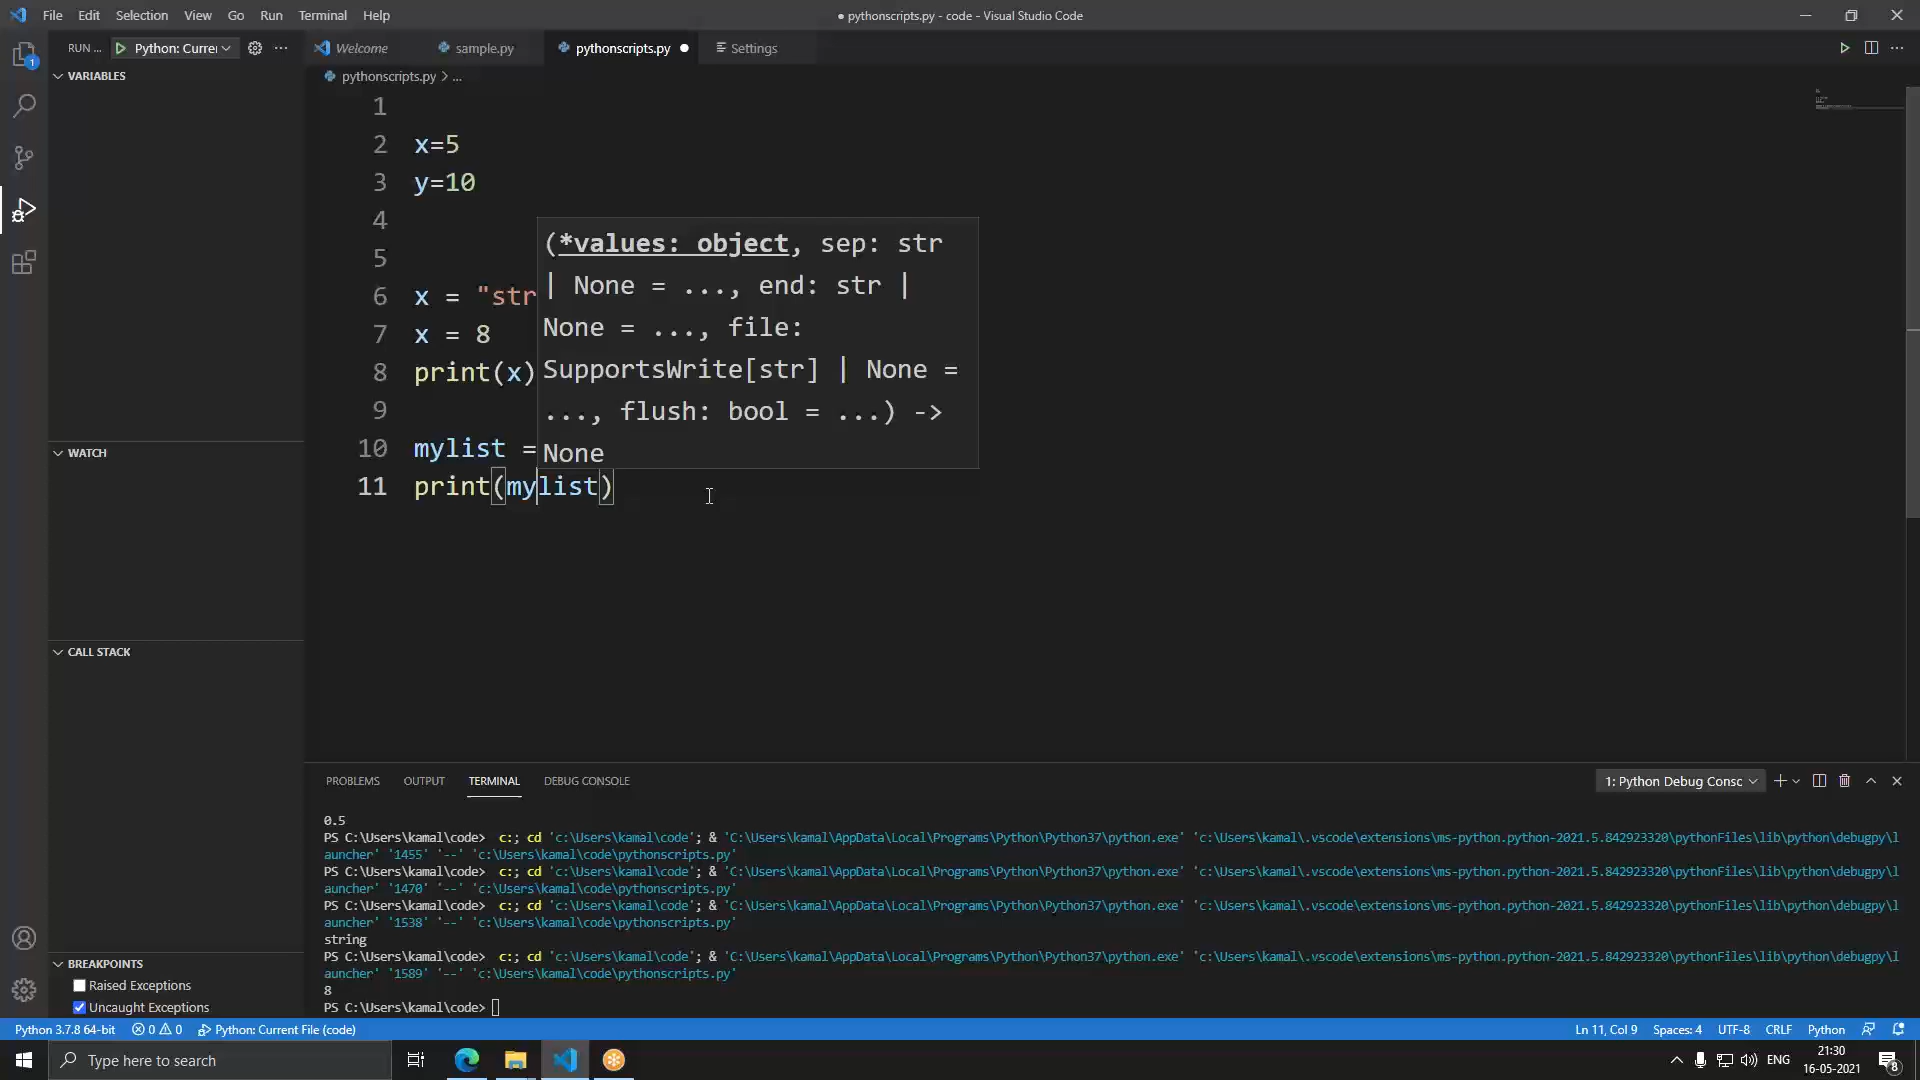 File Edit Selection View Go Run Terminal Help
● pythonscripts.py - code - Visual Studio Code
RUN ... Python: Currer ...
Welcome sample.py pythonscripts.py ● Settings
VARIABLES
pythonscripts.py > ...
1
2 x=5
3 y=10
4
5
6 x = "str
7 x = 8
8 print(x)
9
10 mylist =
11 print(mylist)
(*values: object, sep: str
| None = ..., end: str |
None = ..., file:
SupportsWrite[str] | None =
..., flush: bool = ...) ->
None
WATCH
CALL STACK
BREAKPOINTS
Raised Exceptions
Uncaught Exceptions
PROBLEMS OUTPUT TERMINAL DEBUG CONSOLE
1: Python Debug Consc
0.5
PS C:\Users\kamal\code> c:; cd 'c:\Users\kamal\code'; & 'C:\Users\kamal\AppData\Local\Programs\Python\Python37\python.exe' 'c:\Users\kamal\.vscode\extensions\ms-python.python-2021.5.842923320\pythonFiles\lib\python\debugpy\l
auncher' '1455' '--' 'c:\Users\kamal\code\pythonscripts.py'
PS C:\Users\kamal\code> c:; cd 'c:\Users\kamal\code'; & 'C:\Users\kamal\AppData\Local\Programs\Python\Python37\python.exe' 'c:\Users\kamal\.vscode\extensions\ms-python.python-2021.5.842923320\pythonFiles\lib\python\debugpy\l
auncher' '1470' '--' 'c:\Users\kamal\code\pythonscripts.py'
PS C:\Users\kamal\code> c:; cd 'c:\Users\kamal\code'; & 'C:\Users\kamal\AppData\Local\Programs\Python\Python37\python.exe' 'c:\Users\kamal\.vscode\extensions\ms-python.python-2021.5.842923320\pythonFiles\lib\python\debugpy\l
auncher' '1538' '--' 'c:\Users\kamal\code\pythonscripts.py'
string
PS C:\Users\kamal\code> c:; cd 'c:\Users\kamal\code'; & 'C:\Users\kamal\AppData\Local\Programs\Python\Python37\python.exe' 'c:\Users\kamal\.vscode\extensions\ms-python.python-2021.5.842923320\pythonFiles\lib\python\debugpy\l
auncher' '1589' '--' 'c:\Users\kamal\code\pythonscripts.py'
8
PS C:\Users\kamal\code>
Python 3.7.8 64-bit 0 0 Python: Current File (code)
Ln 11, Col 9 Spaces: 4 UTF-8 CRLF Python
Type here to search
ENG
21:30
16-05-2021
8
1